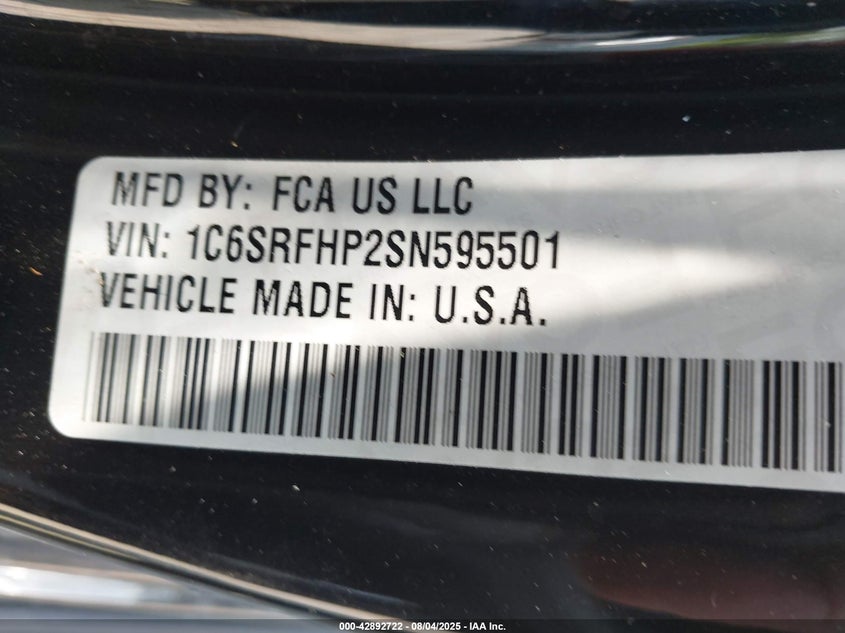 MFD BY: FCA US LLC
VIN: 1C6SRFHP2SN595501
VEHICLE MADE IN: U.S.A.
000-42892722 - 08/04/2025 - IAA Inc.